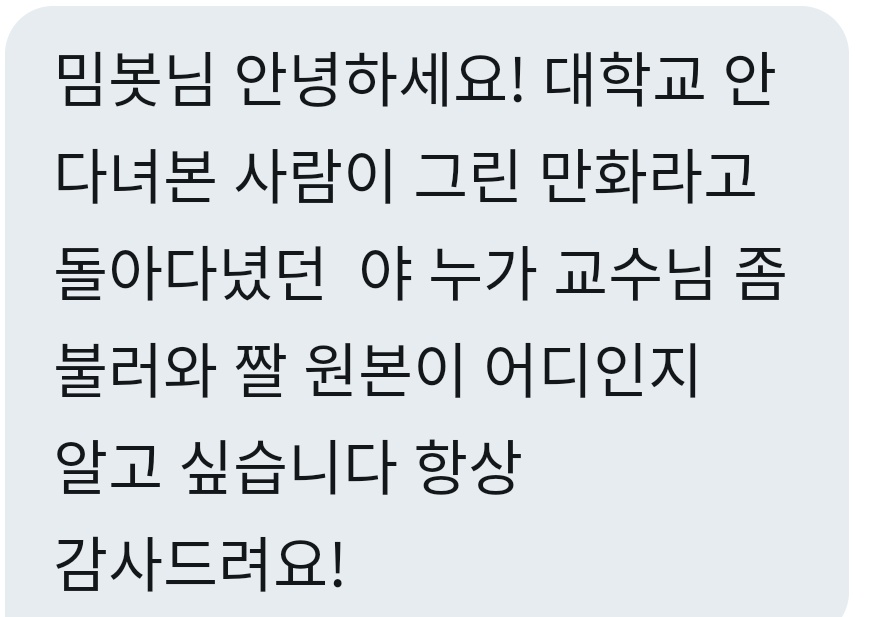 밈봇님 안녕하세요! 대학교 안
다녀본 사람이 그린 만화라고
돌아다녔던  야 누가 교수님 좀
불러와 짤 원본이 어디인지
알고 싶습니다 항상
감사드려요!